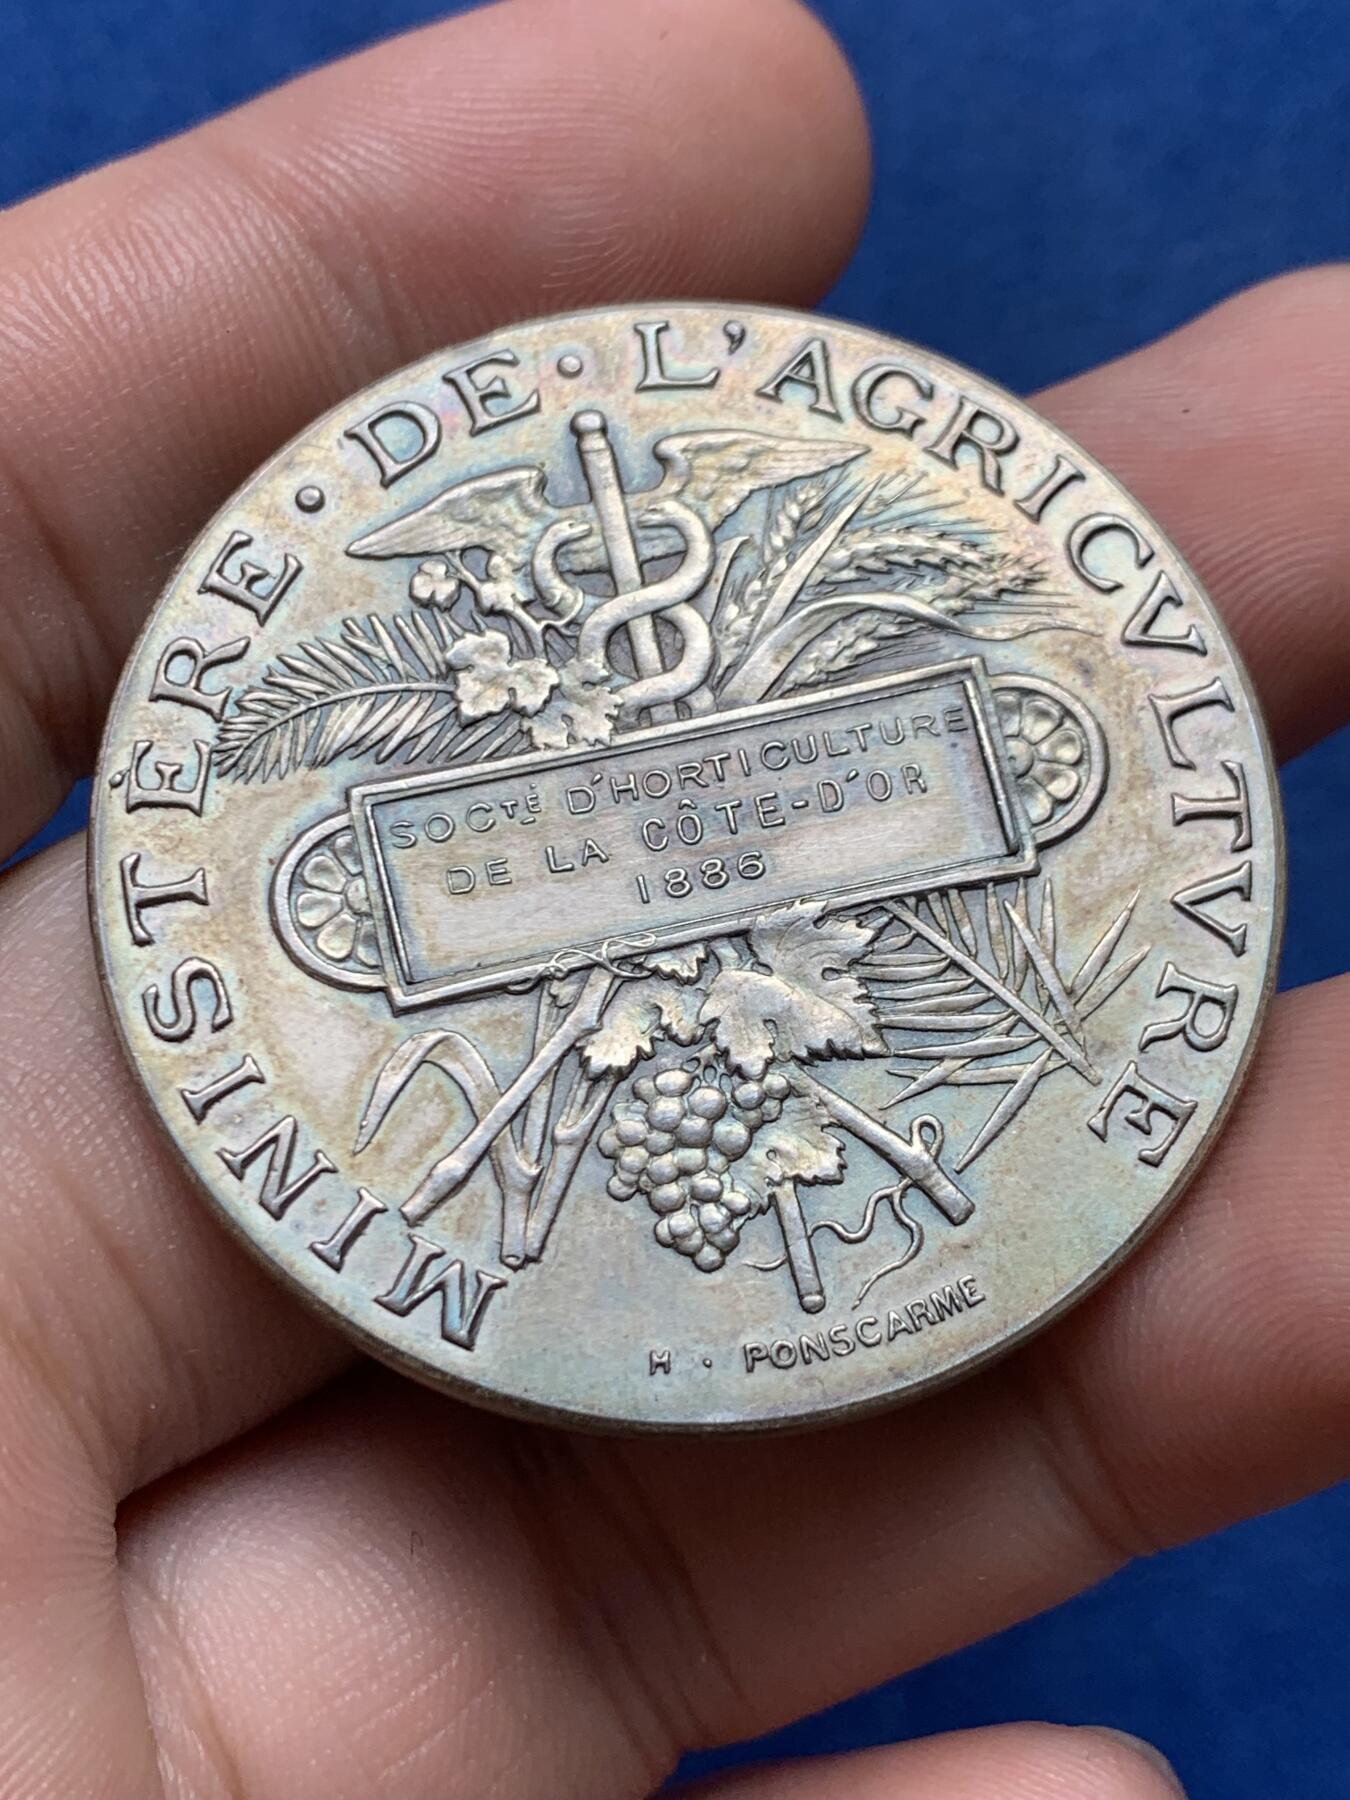 MINISTÈRE · DE · L'AGRICVLTVRE
SOCTÉ D'HORTICULTURE
DE LA CÔTE-D'OR
1886
H · PONSCARME